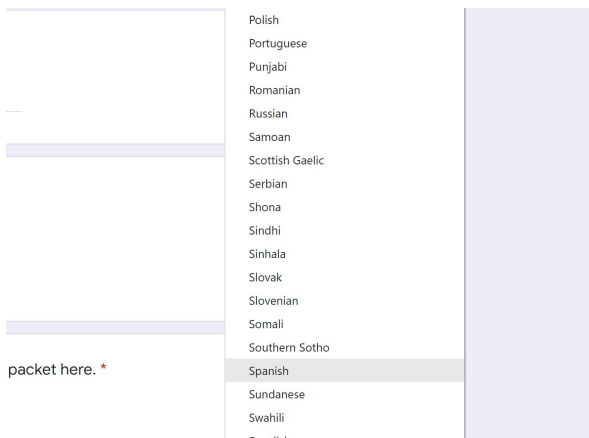 Polish
Portuguese
Punjabi
Romanian
Russian
Samoan
Scottish Gaelic
Serbian
Shona
Sindhi
Sinhala
Slovak
Slovenian
Somali
Southern Sotho
packet here. *
Spanish
Sundanese
Swahili